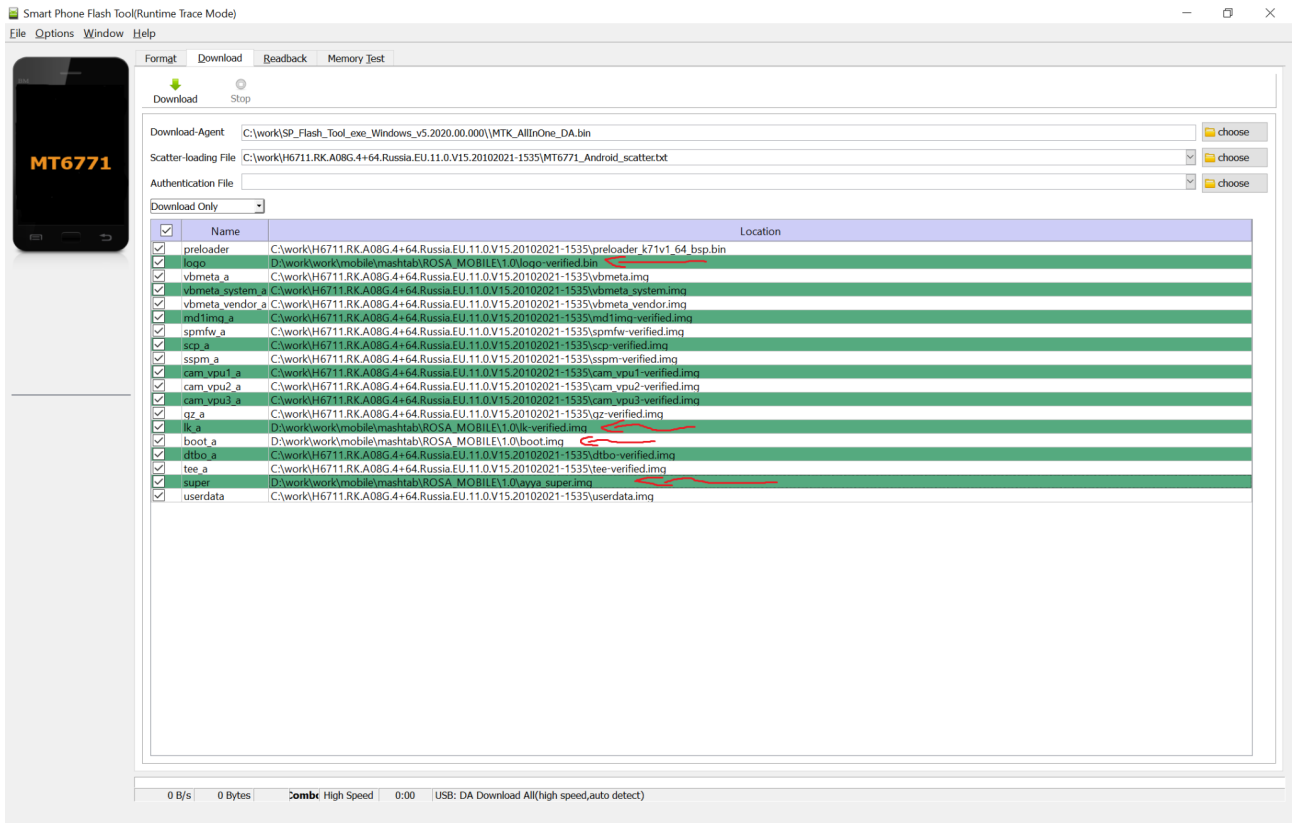 Smart Phone Flash Tool(Runtime Trace Mode)
File Options Window Help
Format Download Readback Memory Test
Download Stop
Download-Agent C:\work\SP_Flash_Tool_exe_Windows_v5.2020.00.000\\MTK_AllInOne_DA.bin choose
MT6771
Scatter-loading File C:\work\H6711.RK.A08G.4+64.Russia.EU.11.0.V15.20102021-1535\MT6771_Android_scatter.txt choose
Authentication File choose
Download Only
Name Location
preloader C:\work\H6711.RK.A08G.4+64.Russia.EU.11.0.V15.20102021-1535\preloader_k71v1_64_bsp.bin
logo D:\work\work\mobile\mashtab\ROSA_MOBILE\1.0\logo-verified.bin
vbmeta_a C:\work\H6711.RK.A08G.4+64.Russia.EU.11.0.V15.20102021-1535\vbmeta.img
vbmeta_system_a C:\work\H6711.RK.A08G.4+64.Russia.EU.11.0.V15.20102021-1535\vbmeta_system.img
vbmeta_vendor_a C:\work\H6711.RK.A08G.4+64.Russia.EU.11.0.V15.20102021-1535\vbmeta_vendor.img
md1img_a C:\work\H6711.RK.A08G.4+64.Russia.EU.11.0.V15.20102021-1535\md1img-verified.img
spmfw_a C:\work\H6711.RK.A08G.4+64.Russia.EU.11.0.V15.20102021-1535\spmfw-verified.img
scp_a C:\work\H6711.RK.A08G.4+64.Russia.EU.11.0.V15.20102021-1535\scp-verified.img
sspm_a C:\work\H6711.RK.A08G.4+64.Russia.EU.11.0.V15.20102021-1535\sspm-verified.img
cam_vpu1_a C:\work\H6711.RK.A08G.4+64.Russia.EU.11.0.V15.20102021-1535\cam_vpu1-verified.img
cam_vpu2_a C:\work\H6711.RK.A08G.4+64.Russia.EU.11.0.V15.20102021-1535\cam_vpu2-verified.img
cam_vpu3_a C:\work\H6711.RK.A08G.4+64.Russia.EU.11.0.V15.20102021-1535\cam_vpu3-verified.img
gz_a C:\work\H6711.RK.A08G.4+64.Russia.EU.11.0.V15.20102021-1535\gz-verified.img
lk_a D:\work\work\mobile\mashtab\ROSA_MOBILE\1.0\lk-verified.img
boot_a D:\work\work\mobile\mashtab\ROSA_MOBILE\1.0\boot.img
dtbo_a C:\work\H6711.RK.A08G.4+64.Russia.EU.11.0.V15.20102021-1535\dtbo-verified.img
tee_a C:\work\H6711.RK.A08G.4+64.Russia.EU.11.0.V15.20102021-1535\tee-verified.img
super D:\work\work\mobile\mashtab\ROSA_MOBILE\1.0\ayya_super.img
userdata C:\work\H6711.RK.A08G.4+64.Russia.EU.11.0.V15.20102021-1535\userdata.img
0 B/s 0 Bytes High Speed 0:00 USB: DA Download All(high speed,auto detect)